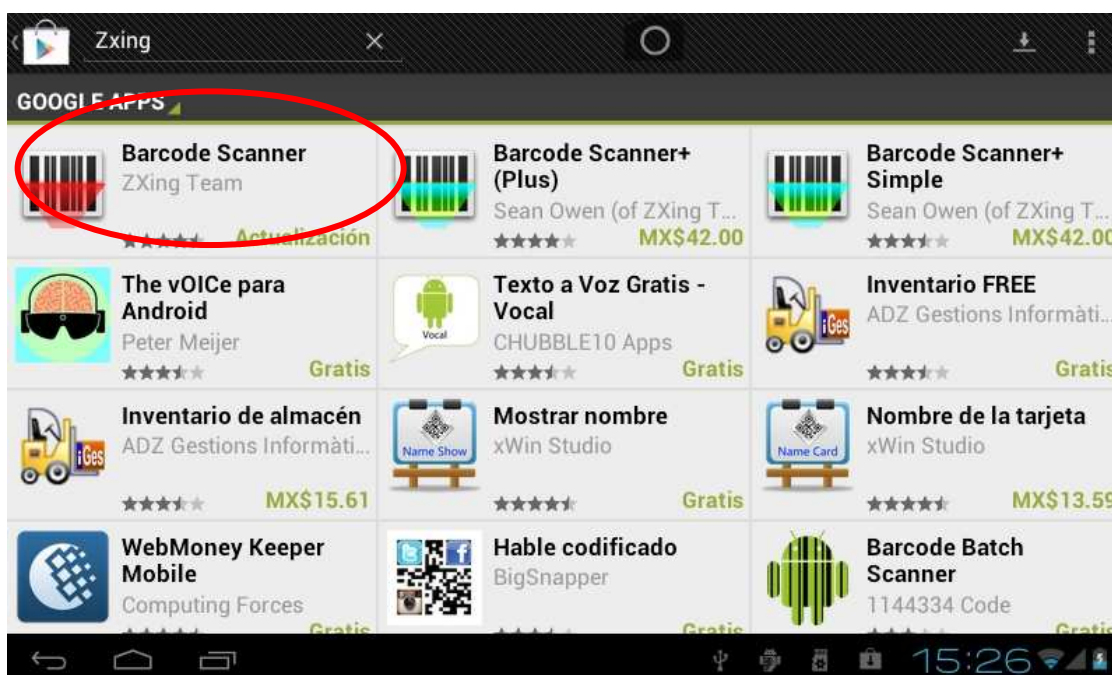 Zxing
GOOGLE APPS
Barcode Scanner
ZXing Team
Actualización
Barcode Scanner+
(Plus)
Sean Owen (of ZXing T...
MX$42.00
Barcode Scanner+
Simple
Sean Owen (of ZXing T...
MX$42.00
The vOICe para
Android
Peter Meijer
Gratis
Vocal
Texto a Voz Gratis -
Vocal
CHUBBLE10 Apps
Gratis
iGes
Inventario FREE
ADZ Gestions Informàti...
Gratis
iGes
Inventario de almacén
ADZ Gestions Informàti...
MX$15.61
Name Show
Mostrar nombre
xWin Studio
Gratis
Name Card
Nombre de la tarjeta
xWin Studio
MX$13.59
WebMoney Keeper
Mobile
Computing Forces
Gratis
Hable codificado
BigSnapper
Gratis
Barcode Batch
Scanner
1144334 Code
Gratis
15:26